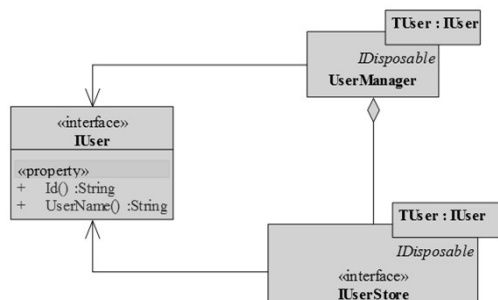 TUser : IUser
IDisposable
UserManager
«interface»
IUser
«property»
+ Id() :String
+ UserName() :String
TUser : IUser
IDisposable
«interface»
IUserStore